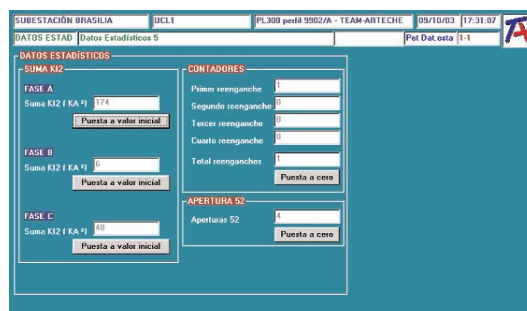 SUBESTACIÓN BRASILIA UCL1 PL300 perfil 9902/A - TEAM-ARTECHE 09/10/03 17:31:07
DATOS ESTAD Datos Estadísticos 5 Pet Dat.esta 1-1
DATOS ESTADÍSTICOS
SUMA KI2
FASE A
Suma KI2 ( KA ²) 174
Puesta a valor inicial
FASE B
Suma KI2 ( KA ²) 6
Puesta a valor inicial
FASE C
Suma KI2 ( KA ²) 48
Puesta a valor inicial
CONTADORES
Primer reenganche 1
Segundo reenganche 0
Tercer reenganche 0
Cuarto reenganche 0
Total reenganches 1
Puesta a cero
APERTURA 52
Aperturas 52 4
Puesta a cero